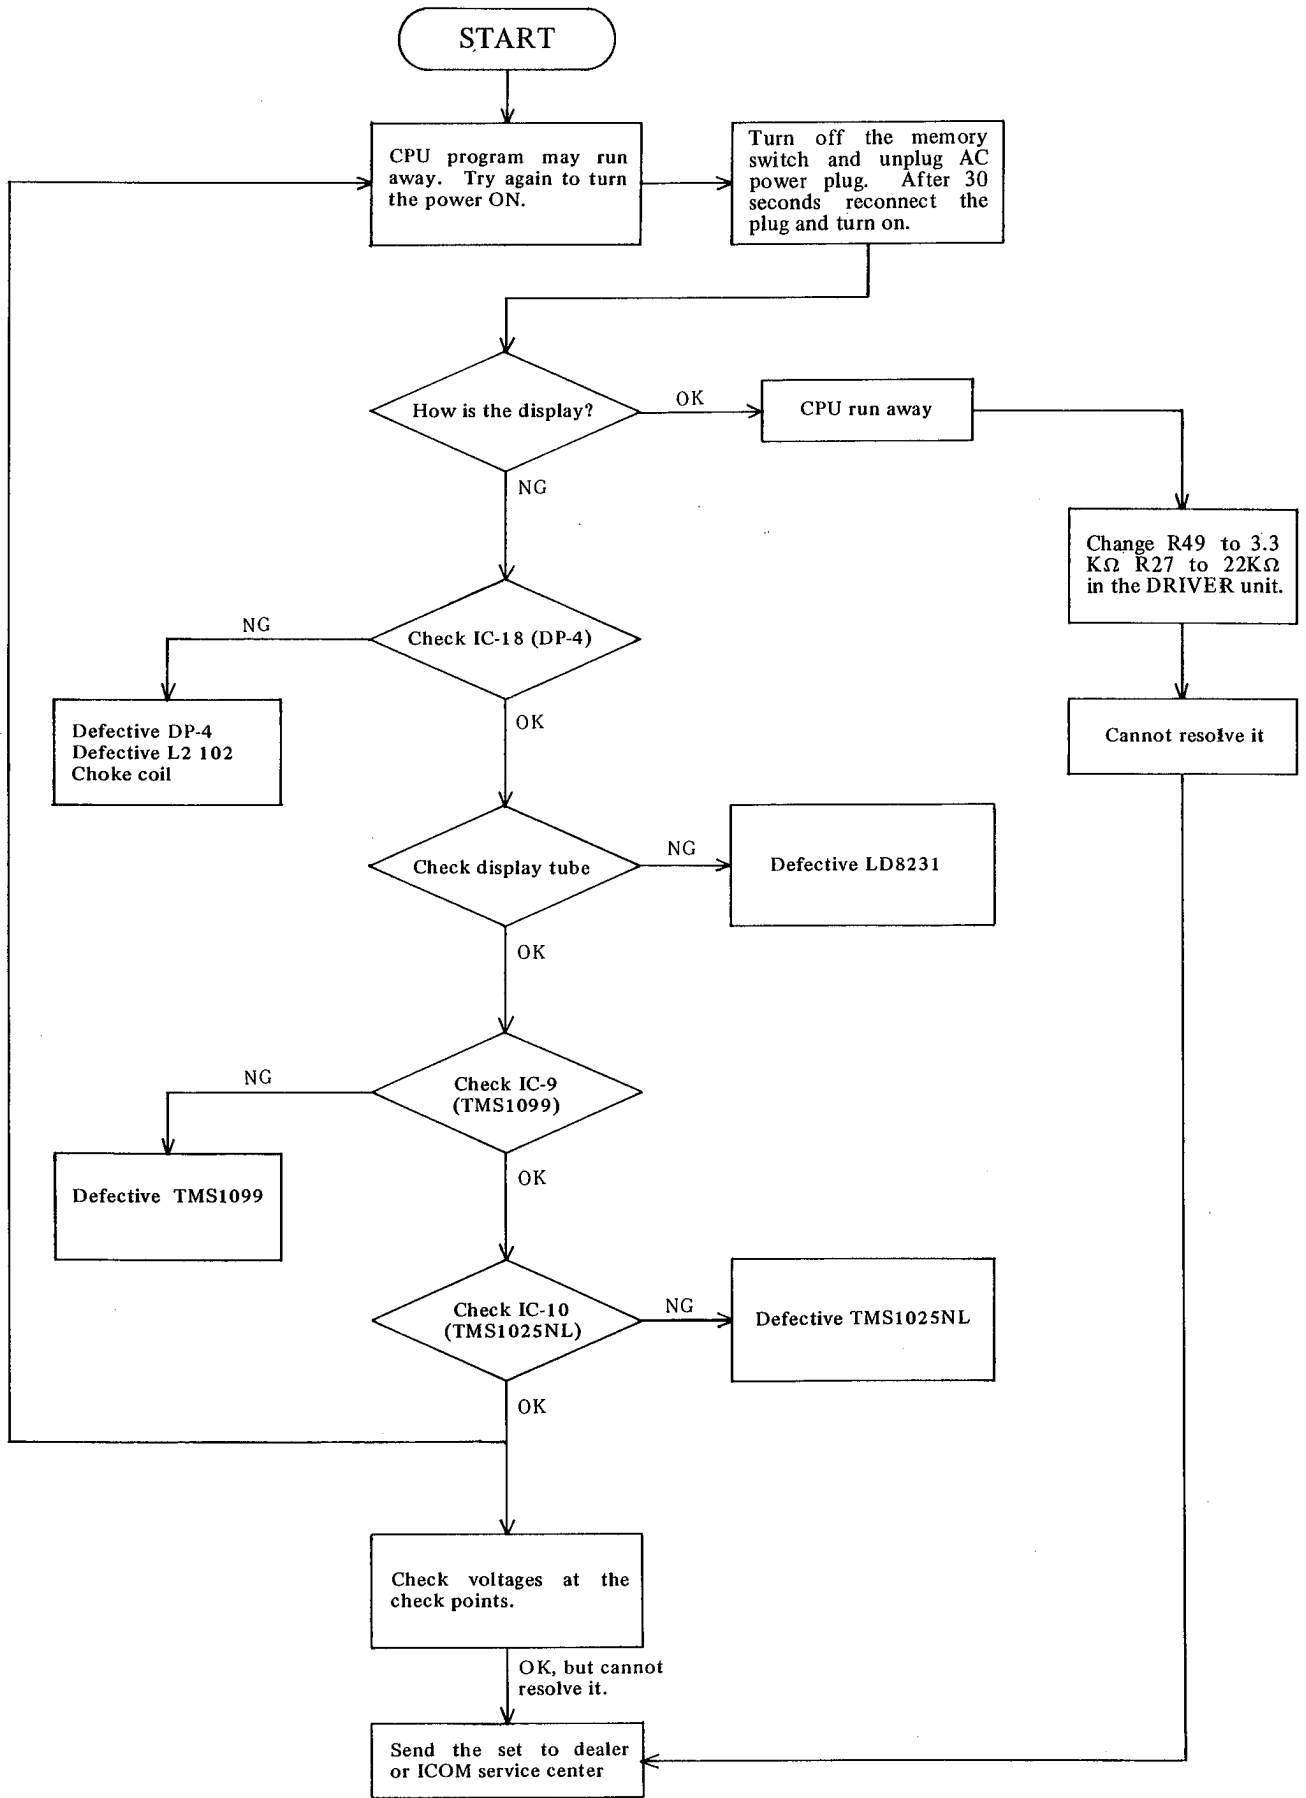 START
CPU program may run
away. Try again to turn
the power ON.
Turn off the memory
switch and unplug AC
power plug. After 30
seconds reconnect the
plug and turn on.
How is the display?
OK
CPU run away
NG
Change R49 to 3.3
KΩ R27 to 22KΩ
in the DRIVER unit.
NG
Check IC-18 (DP-4)
OK
Defective DP-4
Defective L2 102
Choke coil
Cannot resolve it
Check display tube
NG
Defective LD8231
OK
NG
Check IC-9
(TMS1099)
OK
Defective TMS1099
Check IC-10
(TMS1025NL)
NG
Defective TMS1025NL
OK
Check voltages at the
check points.
OK, but cannot
resolve it.
Send the set to dealer
or ICOM service center